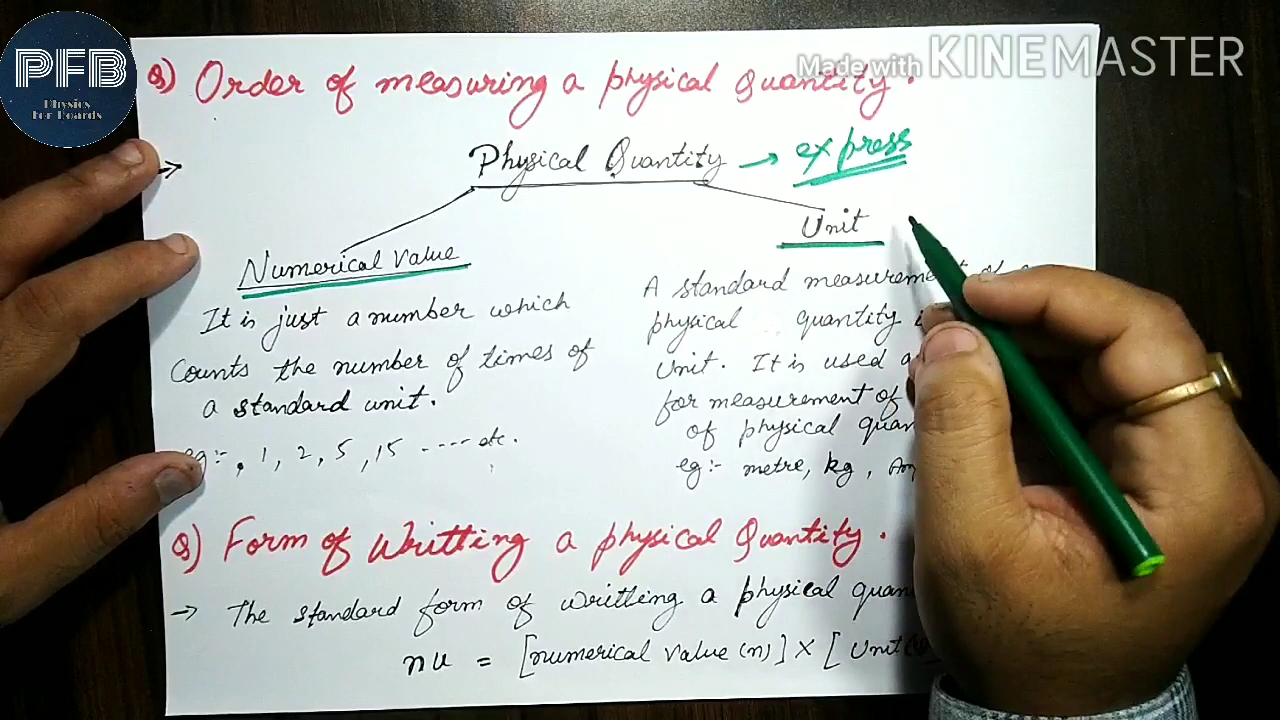 PFB
Physics
For Boards
Made with KINEMASTER
Q) Order of measuring a physical Quantity.
→ Physical Quantity → express
Numerical value
Unit
It is just a number which
counts the number of times of
a standard unit.
eg:- , 1, 2, 5, 15 ---- etc.
A standard measurement of
physical quantity
unit. It is used
for measurement of
of physical
eg:- metre, kg,
Q) Form of Writting a physical Quantity.
→ The standard form of writting a physical
nu = [numerical value (n)] × [Unit